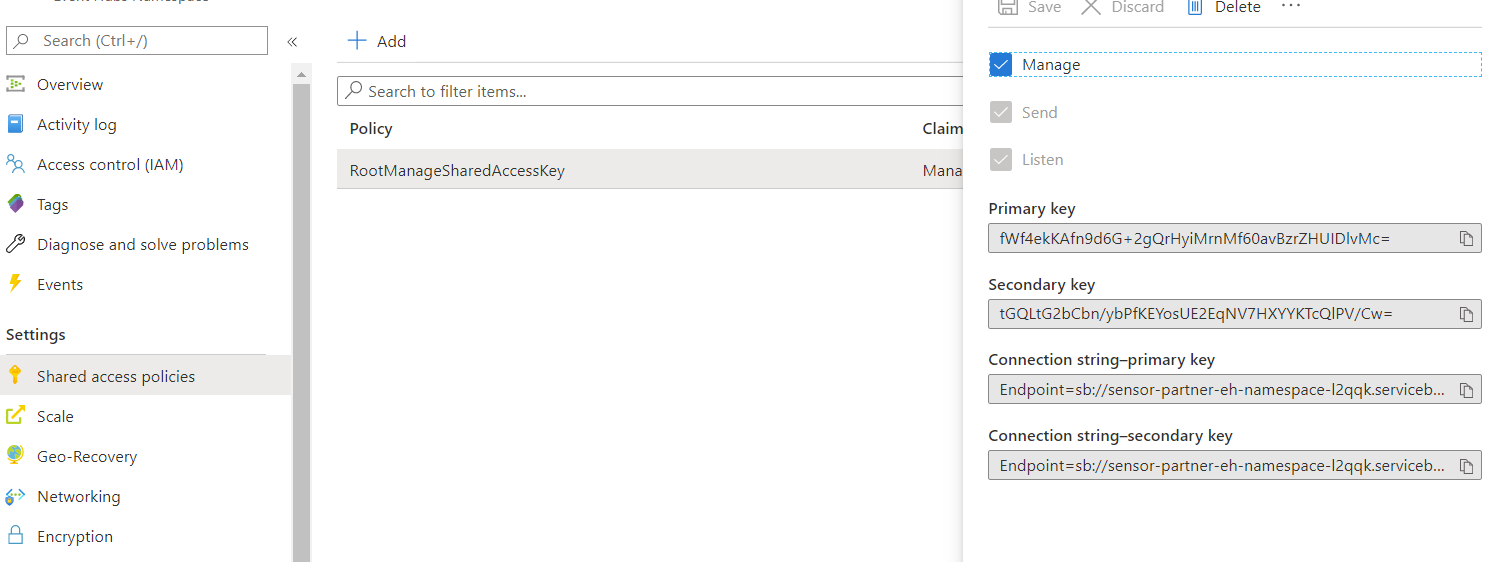 Event Hubs Namespace
Search (Ctrl+/)
«
Overview
Activity log
Access control (IAM)
Tags
Diagnose and solve problems
Events
Settings
Shared access policies
Scale
Geo-Recovery
Networking
Encryption
+ Add
Search to filter items...
Policy Claim
RootManageSharedAccessKey Mana
Save Discard Delete ...
Manage
Send
Listen
Primary key
fWf4ekKAfn9d6G+2gQrHyiMrnMf60avBzrZHUIDlvMc=
Secondary key
tGQLtG2bCbn/ybPfKEYosUE2EqNV7HXYYKTcQlPV/Cw=
Connection string–primary key
Endpoint=sb://sensor-partner-eh-namespace-l2qqk.serviceb...
Connection string–secondary key
Endpoint=sb://sensor-partner-eh-namespace-l2qqk.serviceb...